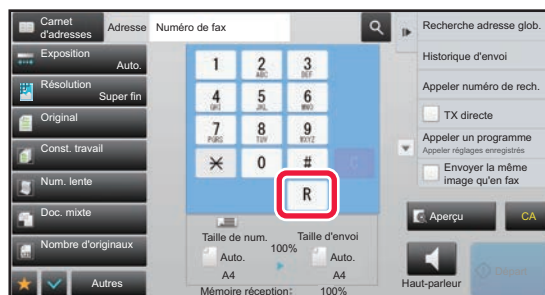 Carnet
d'adresses
Adresse
Numéro de fax
Exposition
Auto.
Résolution
Super fin
Original
Const. travail
Num. lente
Doc. mixte
Nombre d'originaux
Autres
1
2
ABC
3
DEF
4
GHI
5
JKL
6
MNO
7
PQRS
8
TUV
9
WXYZ
0
#
C
R
Taille de num.
100%
Taille d'envoi
Auto.
A4
Auto.
A4
Mémoire réception:
100%
Recherche adresse glob.
Historique d'envoi
Appeler numéro de rech.
TX directe
Appeler un programme
Appeler réglages enregistrés
Envoyer la même
image qu'en fax
Aperçu
CA
Haut-parleur
Départ